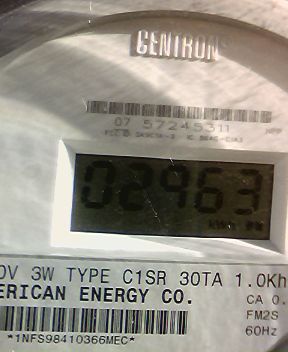 CENTRON
07 57245311
02963
0V 3W TYPE C1SR 30TA 1.0Kh
ERICAN ENERGY CO.
CA 0.
FM2S
60Hz
*1NFS98410366MEC*